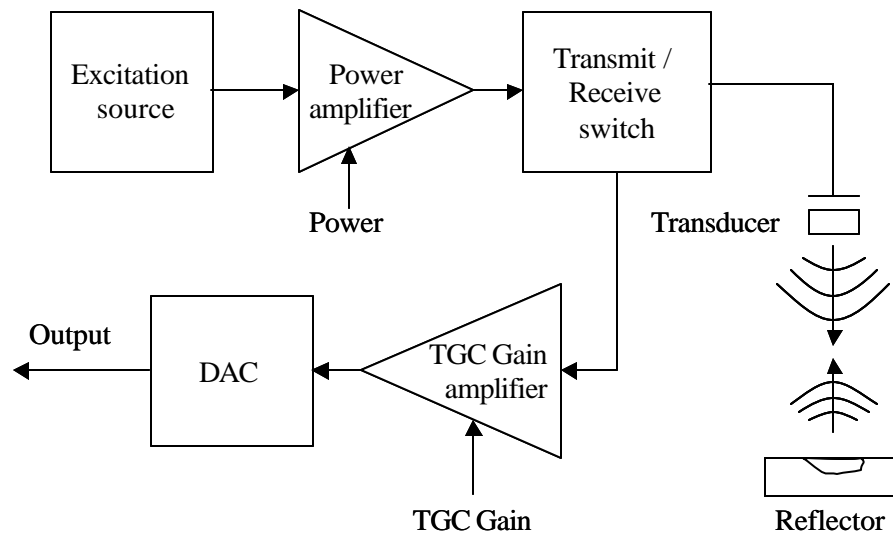 Excitation
source
Power
amplifier
Transmit /
Receive
switch
Power
Transducer
Output
DAC
TGC Gain
amplifier
TGC Gain
Reflector